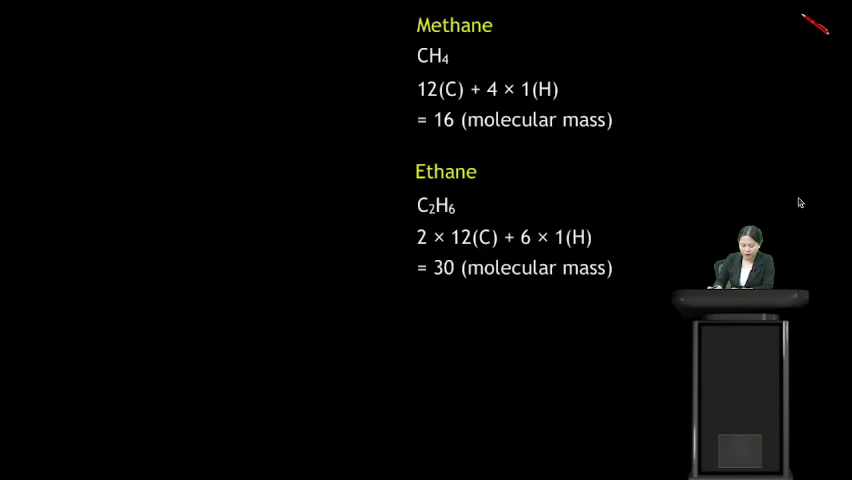 Methane
CH₄
12(C) + 4 × 1(H)
= 16 (molecular mass)
Ethane
C₂H₆
2 × 12(C) + 6 × 1(H)
= 30 (molecular mass)